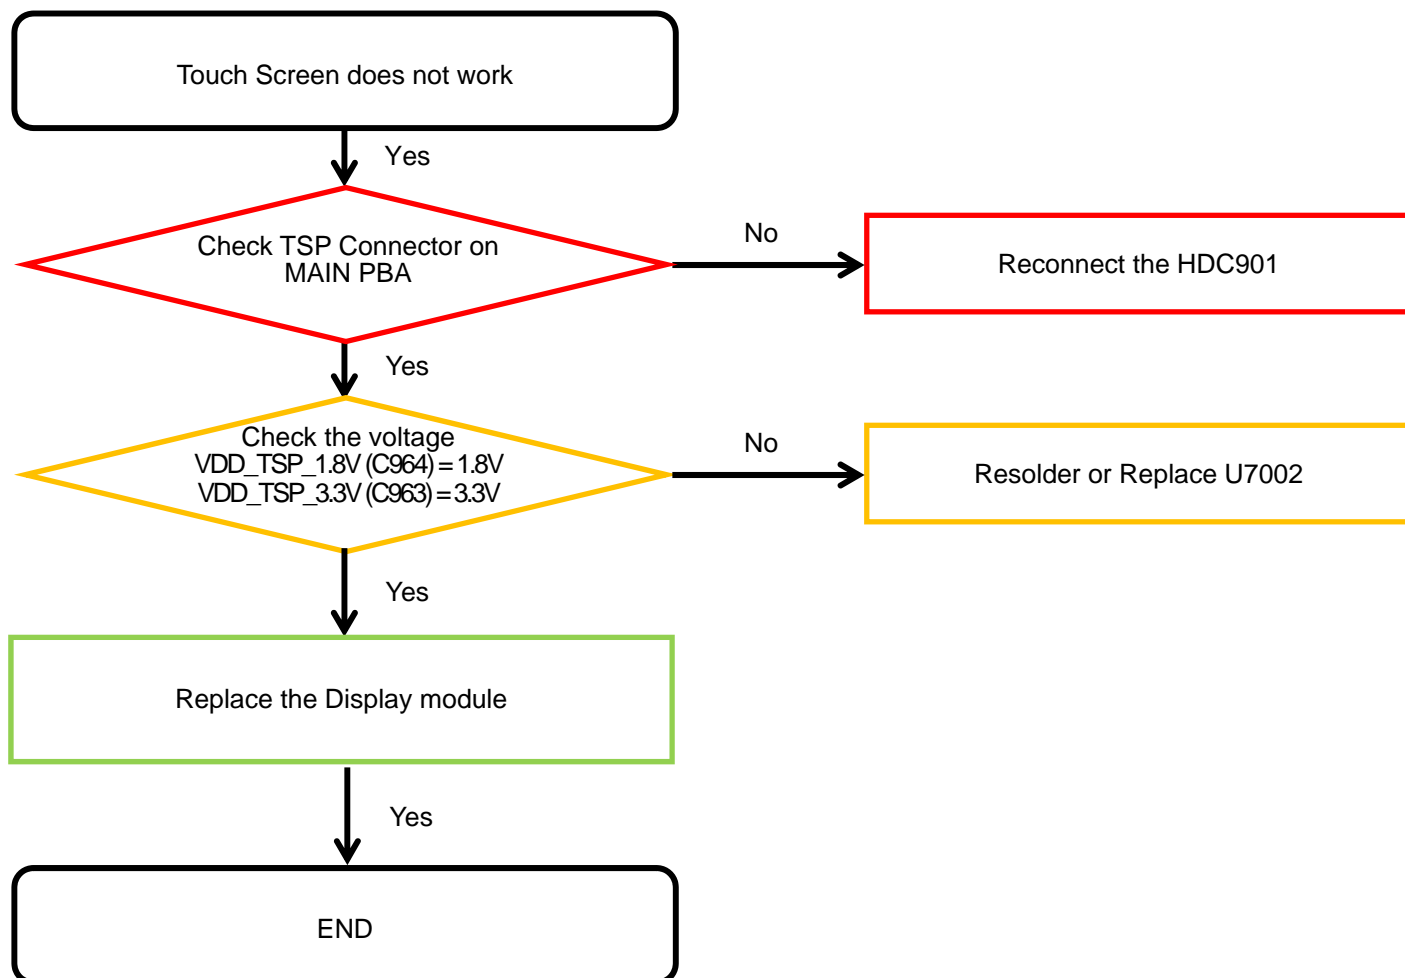 Touch Screen does not work
Yes
Check TSP Connector on
MAIN PBA
No
Reconnect the HDC901
Yes
Check the voltage
VDD_TSP_1.8V (C964) = 1.8V
VDD_TSP_3.3V (C963) = 3.3V
No
Resolder or Replace U7002
Yes
Replace the Display module
Yes
END